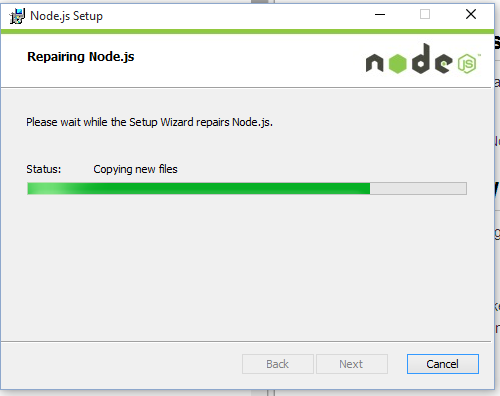 Node.js Setup
Repairing Node.js
node
JS
Please wait while the Setup Wizard repairs Node.js.
Status: Copying new files
Back Next Cancel